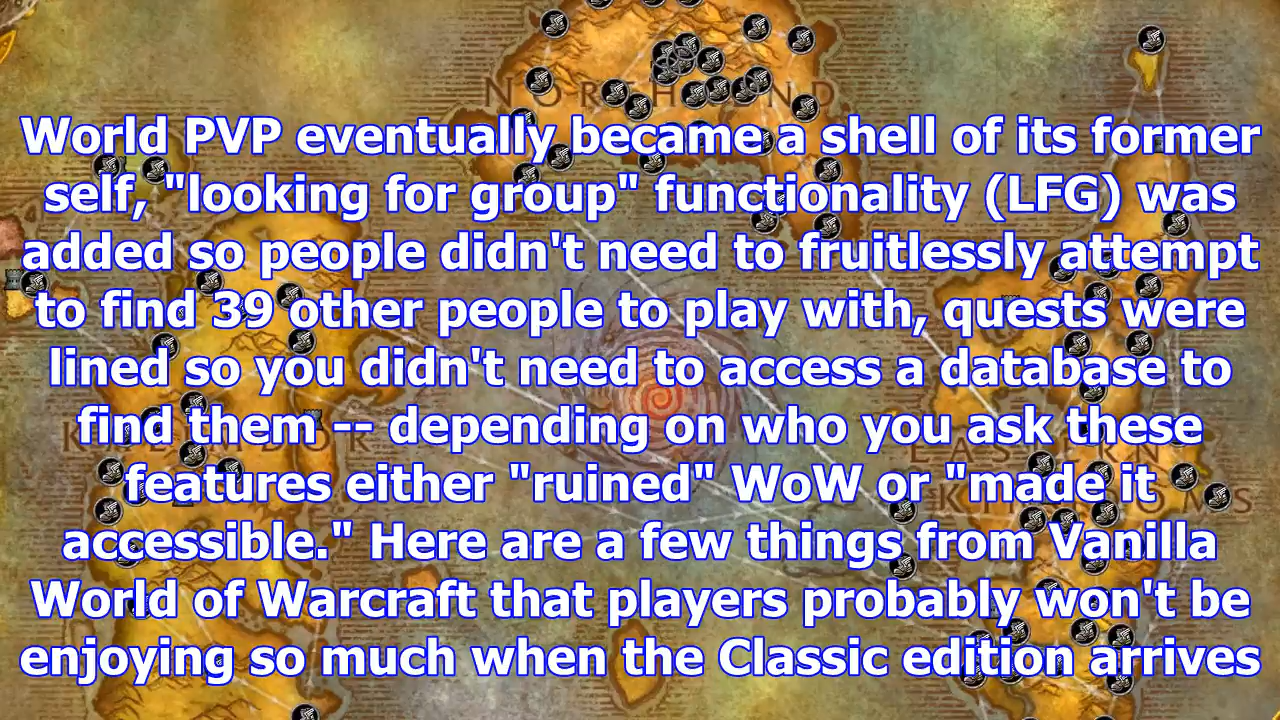 NORTHREND
World PVP eventually became a shell of its former
self, "looking for group" functionality (LFG) was
added so people didn't need to fruitlessly attempt
to find 39 other people to play with, quests were
lined so you didn't need to access a database to
find them -- depending on who you ask these
features either "ruined" WoW or "made it
accessible." Here are a few things from Vanilla
World of Warcraft that players probably won't be
enjoying so much when the Classic edition arrives
EASTERN